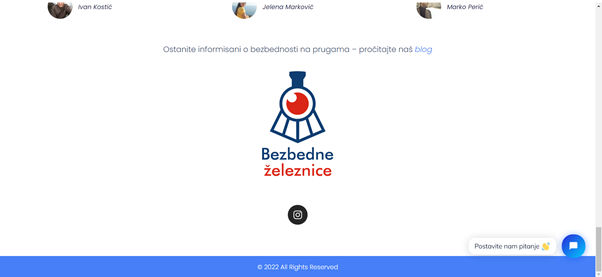 Ivan Kostić
Jelena Marković
Marko Perić
Ostanite informisani o bezbednosti na prugama – pročitajte naš blog
Bezbedne
železnice
Postavite nam pitanje 👋
© 2022 All Rights Reserved